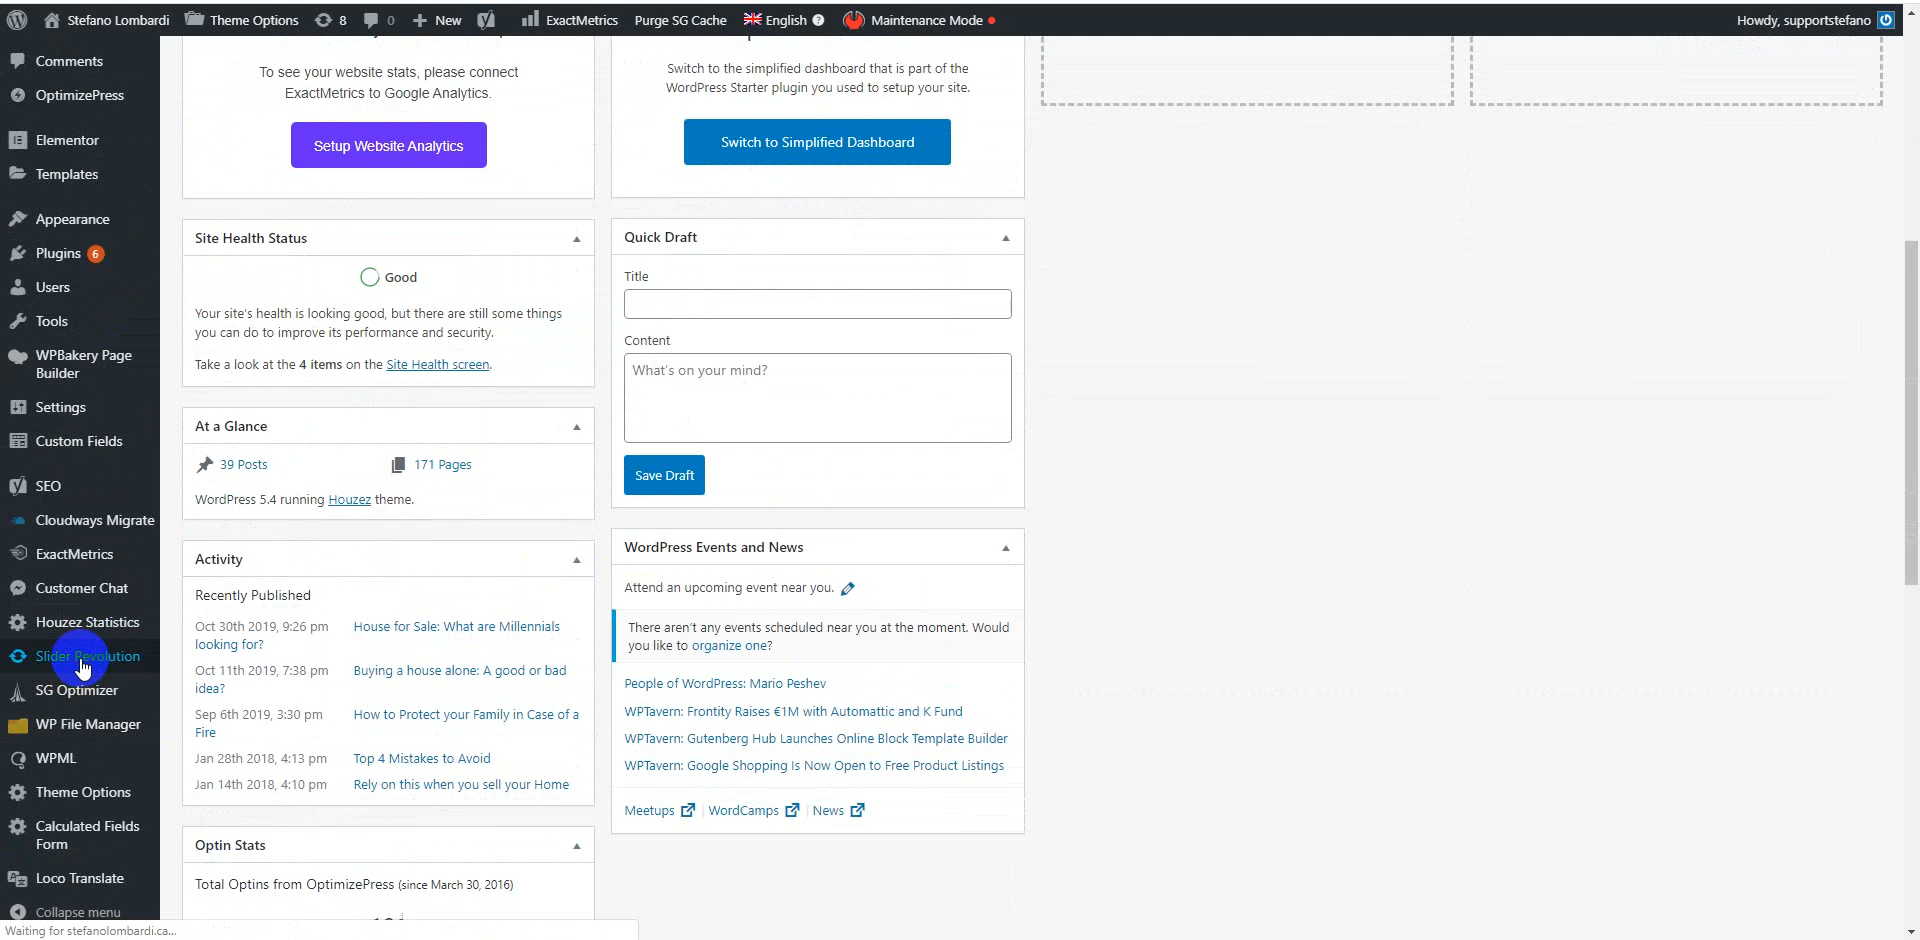 Stefano Lombardi Theme Options 8 0 New ExactMetrics Purge SG Cache English Maintenance Mode Howdy, supportstefano
Comments
OptimizePress
Elementor
Templates
Appearance
Plugins 6
Users
Tools
WPBakery Page
Builder
Settings
Custom Fields
SEO
Cloudways Migrate
ExactMetrics
Customer Chat
Houzez Statistics
Slider Revolution
SG Optimizer
WP File Manager
WPML
Theme Options
Calculated Fields
Form
Loco Translate
Collapse menu
Waiting for stefanolombardi.ca...
To see your website stats, please connect
ExactMetrics to Google Analytics.
Setup Website Analytics
Site Health Status
Good
Your site's health is looking good, but there are still some things
you can do to improve its performance and security.
Take a look at the 4 items on the Site Health screen.
At a Glance
39 Posts 171 Pages
WordPress 5.4 running Houzez theme.
Activity
Recently Published
Oct 30th 2019, 9:26 pm House for Sale: What are Millennials
looking for?
Oct 11th 2019, 7:38 pm Buying a house alone: A good or bad
idea?
Sep 6th 2019, 3:30 pm How to Protect your Family in Case of a
Fire
Jan 28th 2018, 4:13 pm Top 4 Mistakes to Avoid
Jan 14th 2018, 4:10 pm Rely on this when you sell your Home
Optin Stats
Total Optins from OptimizePress (since March 30, 2016)
Switch to the simplified dashboard that is part of the
WordPress Starter plugin you used to setup your site.
Switch to Simplified Dashboard
Quick Draft
Title
Content
What's on your mind?
Save Draft
WordPress Events and News
Attend an upcoming event near you.
There aren't any events scheduled near you at the moment. Would
you like to organize one?
People of WordPress: Mario Peshev
WPTavern: Frontity Raises €1M with Automattic and K Fund
WPTavern: Gutenberg Hub Launches Online Block Template Builder
WPTavern: Google Shopping Is Now Open to Free Product Listings
Meetups | WordCamps | News